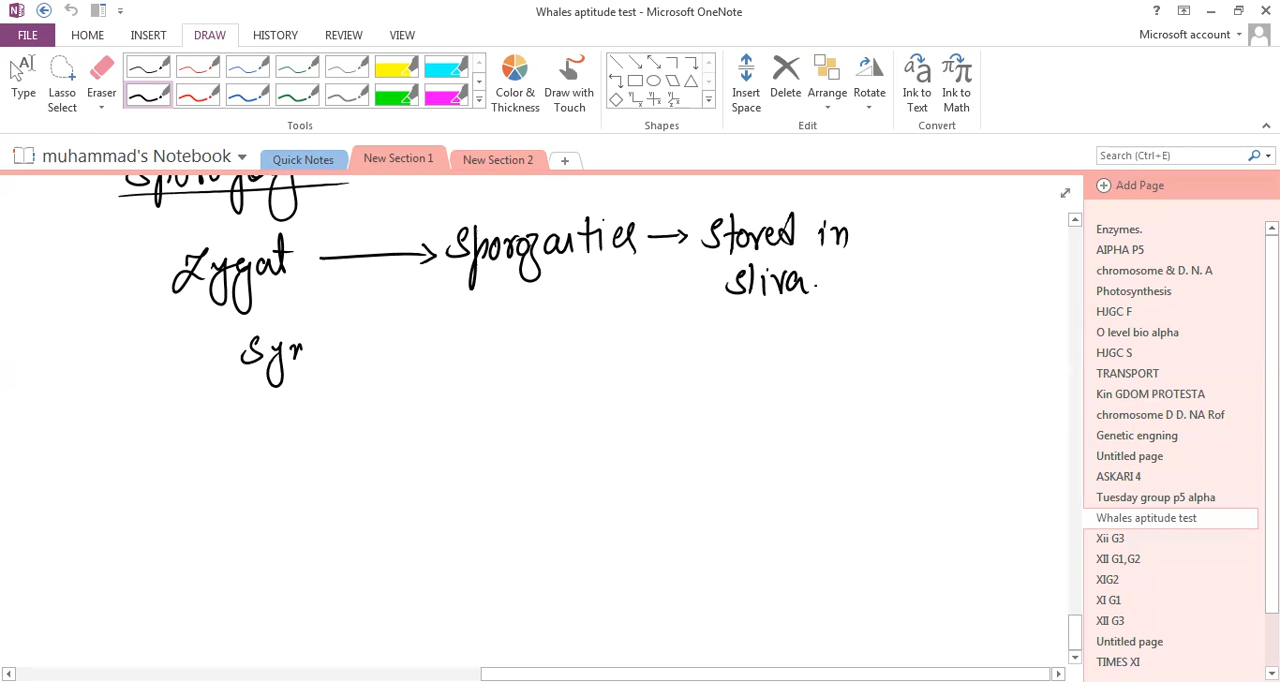 Whales aptitude test - Microsoft OneNote
FILE HOME INSERT DRAW HISTORY REVIEW VIEW
Microsoft account
Type Lasso Select Eraser Color & Thickness Draw with Touch Insert Space Delete Arrange Rotate Ink to Text Ink to Math
Tools Shapes Edit Convert
muhammad's Notebook Quick Notes New Section 1 New Section 2 Search (Ctrl+E)
Add Page
Zygat → Sporozoities → Stored in
sliva.
Syr
Enzymes.
AlPHA P5
chromosome & D. N. A
Photosynthesis
HJGC F
O level bio alpha
HJGC S
TRANSPORT
Kin GDOM PROTESTA
chromosome D D. NA Rof
Genetic engning
Untitled page
ASKARI 4
Tuesday group p5 alpha
Whales aptitude test
Xii G3
XII G1,G2
XIG2
XI G1
XII G3
Untitled page
TIMES XI